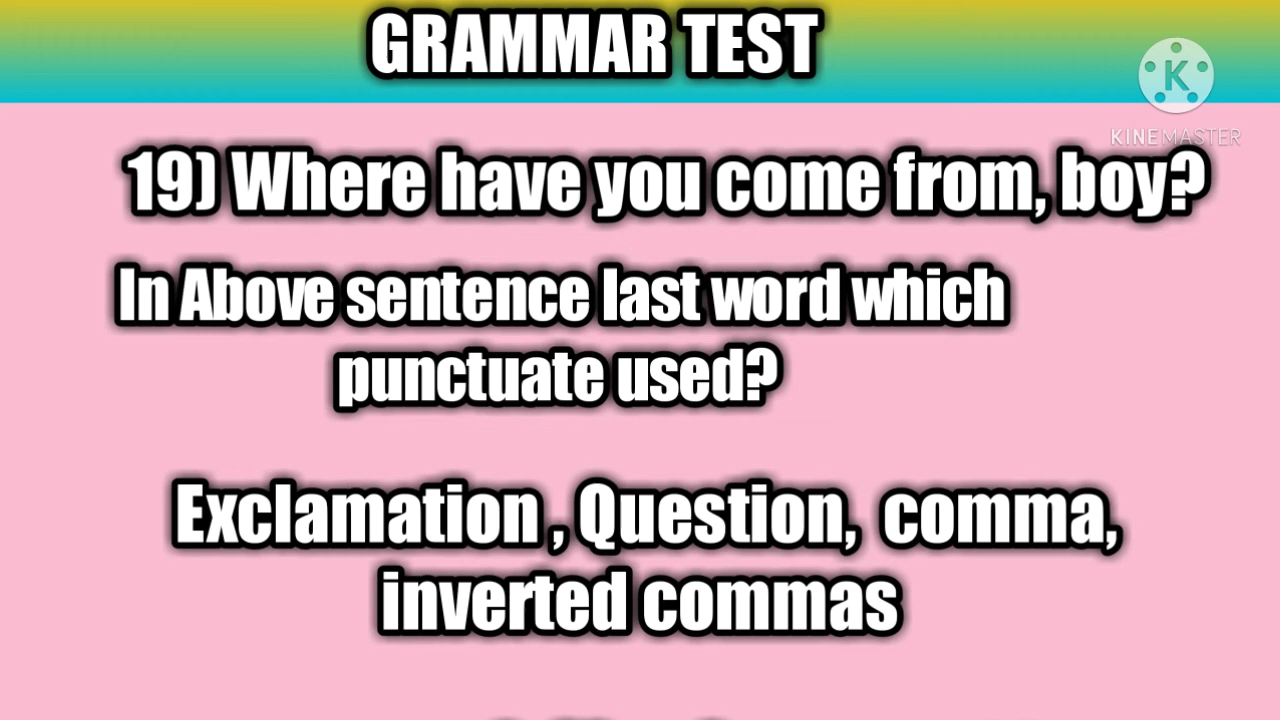 GRAMMAR TEST
K
KINEMASTER
19) Where have you come from, boy?
In Above sentence last word which
punctuate used?
Exclamation , Question, comma,
inverted commas